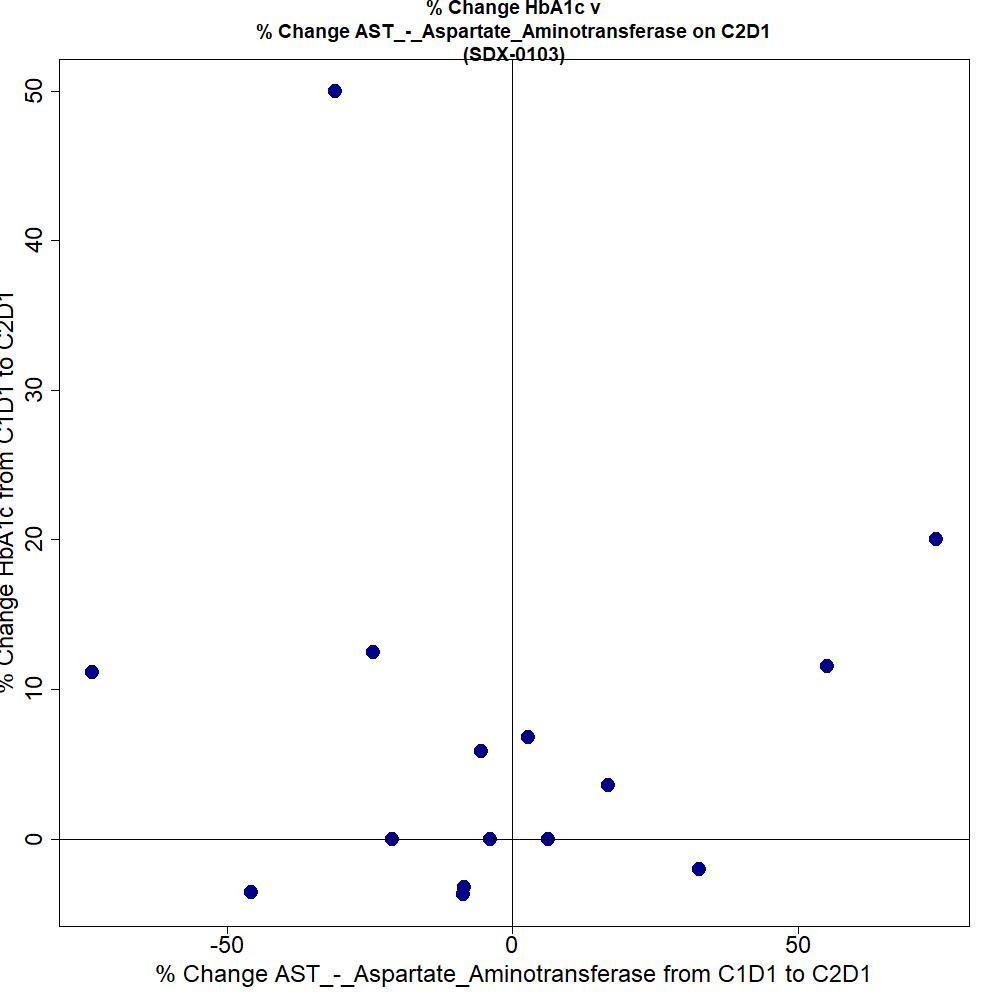 % Change HbA1c v
% Change AST_-_Aspartate_Aminotransferase on C2D1
(SDX-0103)
50
40
30
20
10
0
% Change HbA1c from C1D1 to C2D1
-50
0
50
% Change AST_-_Aspartate_Aminotransferase from C1D1 to C2D1